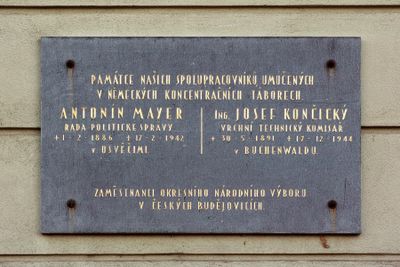 PAMÁTCE NAŠICH SPOLUPRACOVNÍKŮ UMUČENÝCH
V NĚMECKÝCH KONCENTRAČNÍCH TÁBORECH.
ANTONÍN MAYER
RADA POLITICKÉ SPRÁVY
+ 1 - 2 - 1886 + 17 - 2 - 1942
V OSVĚTIMI.
ING. JOSEF KONČICKÝ
VRCHNÍ TECHNICKÝ KOMISAŘ
+ 30 - 5 - 1891 + 17 - 12 - 1944
V BUCHENWALDU.
ZAMĚSTNANCI OKRESNÍHO NÁRODNÍHO VÝBORU
V ČESKÝCH BUDĚJOVICÍCH.